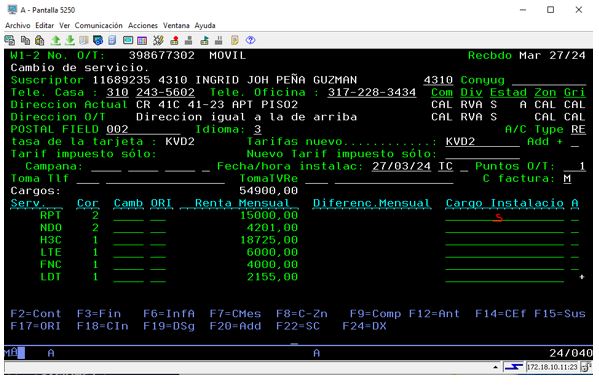 A - Pantalla 5250
Archivo Editar Ver Comunicación Acciones Ventana Ayuda
W1-2 No. O/T: 398677302 MOVIL Recbdo Mar 27/24
Cambio de servicio.
Suscriptor 11689235 4310 INGRID JOH PEÑA GUZMAN 4310 Conyug
Tele. Casa : 310 243-5602 Tele. Oficina : 317-228-3434 Com Div Estad Zon Gri
Direccion Actual CR 41C 41-23 APT PISO2 CAL RVA S A CAL CAL
Direccion O/T Direccion igual a la de arriba CAL RVA S CAL CAL
POSTAL FIELD 002 Idioma: 3 A/C Type RE
tasa de la tarjeta : KVD2 Tarifas nuevo............: KVD2 Add + _
Tarif impuesto sólo: Nuevo Tarif impuesto sólo:
Campana: Fecha/hora instalac: 27/03/24 TC _ Puntos O/T: 1
Toma Tlf TomaTVRe C factura: M
Cargos: 54900,00
Serv. Cor Camb ORI Renta Mensual Diferenc.Mensual Cargo Instalacio A
RPT 2 15000,00 s
NDO 2 4201,00
H3C 1 18725,00
LTE 1 6000,00
FNC 1 4000,00
LDT 1 2155,00 +
F2=Cont F3=Fin F6=InfA F7=CMes F8=C-Zn F9=Comp F12=Ant F14=CEf F15=Sus
F17=ORI F18=CIn F19=DSg F20=Add F22=SC F24=DX
MÂ A A 24/040
172.18.10.11:23